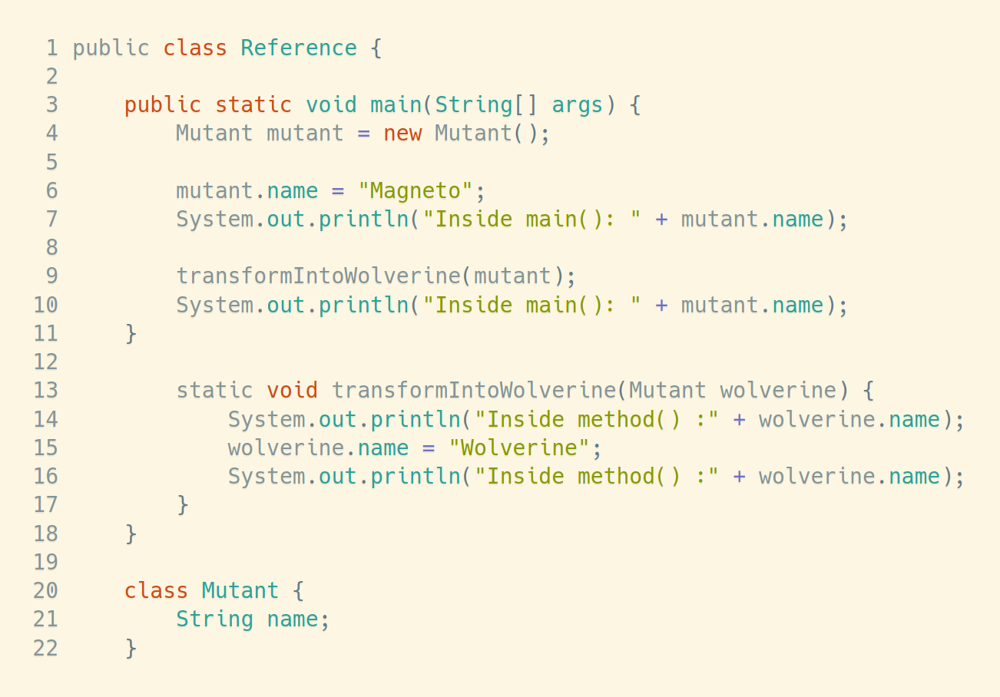 1 public class Reference {
2
3     public static void main(String[] args) {
4         Mutant mutant = new Mutant();
5
6         mutant.name = "Magneto";
7         System.out.println("Inside main(): " + mutant.name);
8
9         transformIntoWolverine(mutant);
10         System.out.println("Inside main(): " + mutant.name);
11     }
12
13         static void transformIntoWolverine(Mutant wolverine) {
14             System.out.println("Inside method() :" + wolverine.name);
15             wolverine.name = "Wolverine";
16             System.out.println("Inside method() :" + wolverine.name);
17         }
18     }
19
20     class Mutant {
21         String name;
22     }